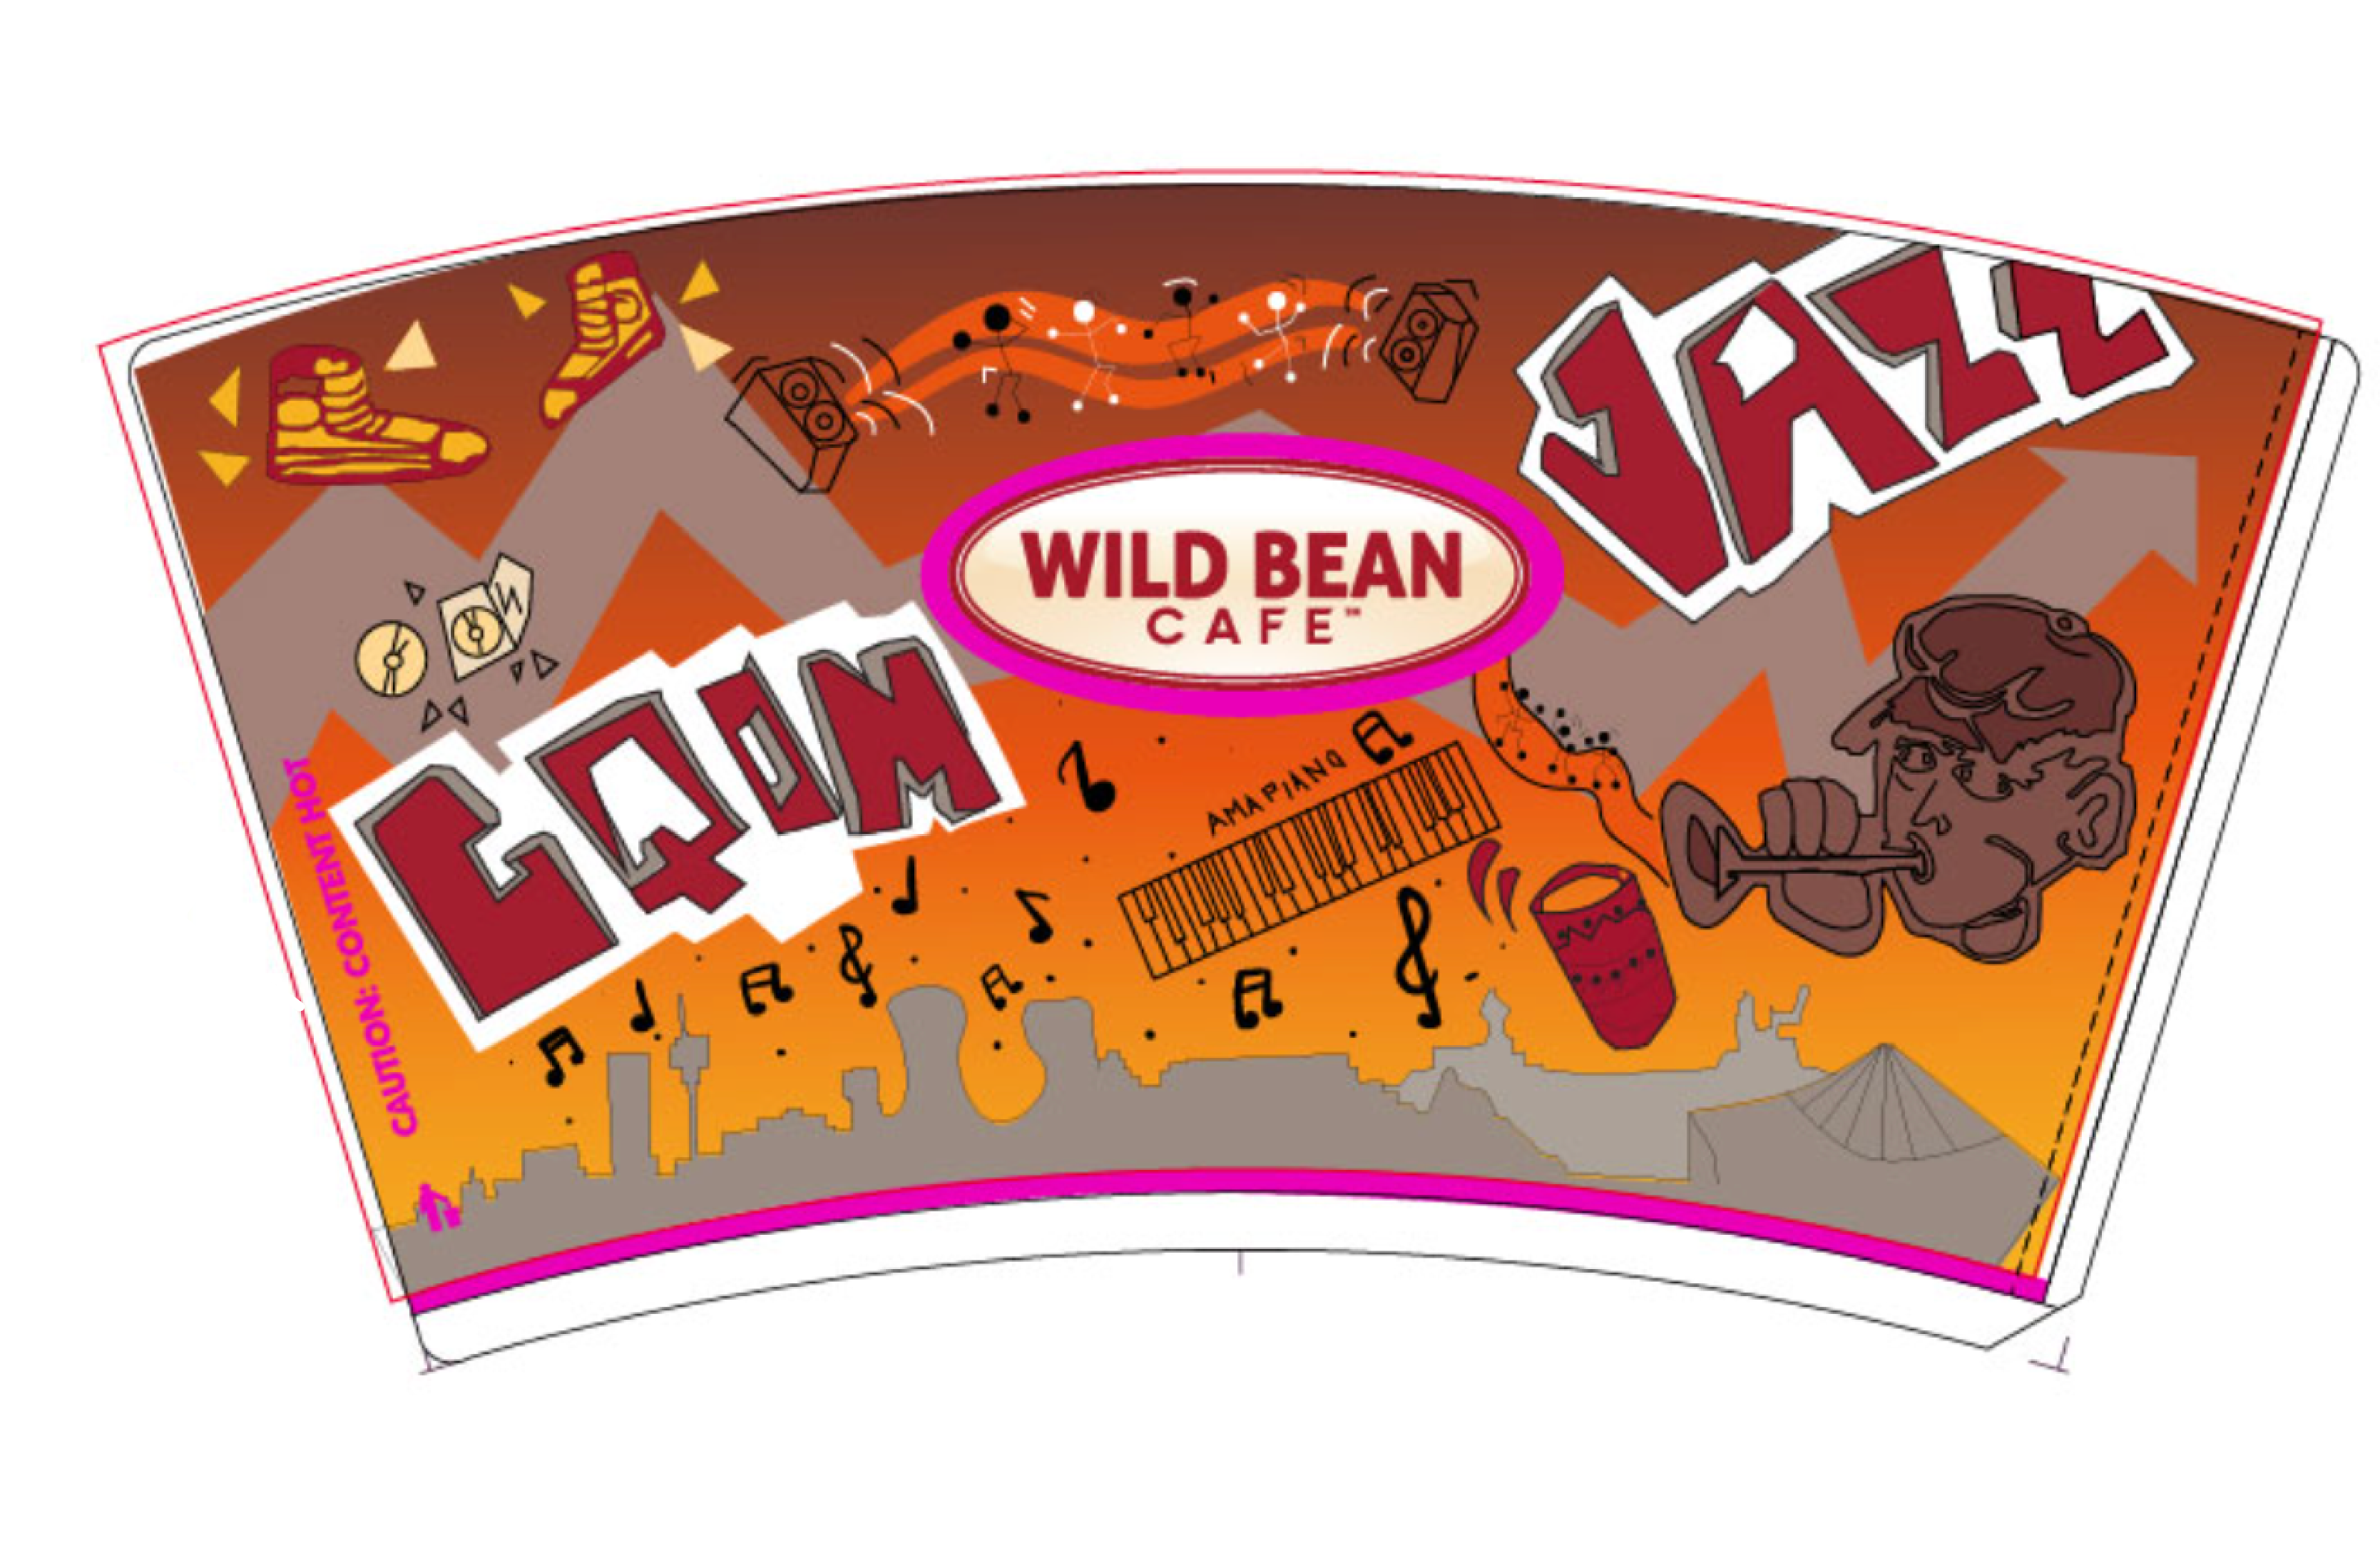 JAZZ
WILD BEAN
CAFE™
GQOM
AMAPIANO
CAUTION: CONTENT HOT